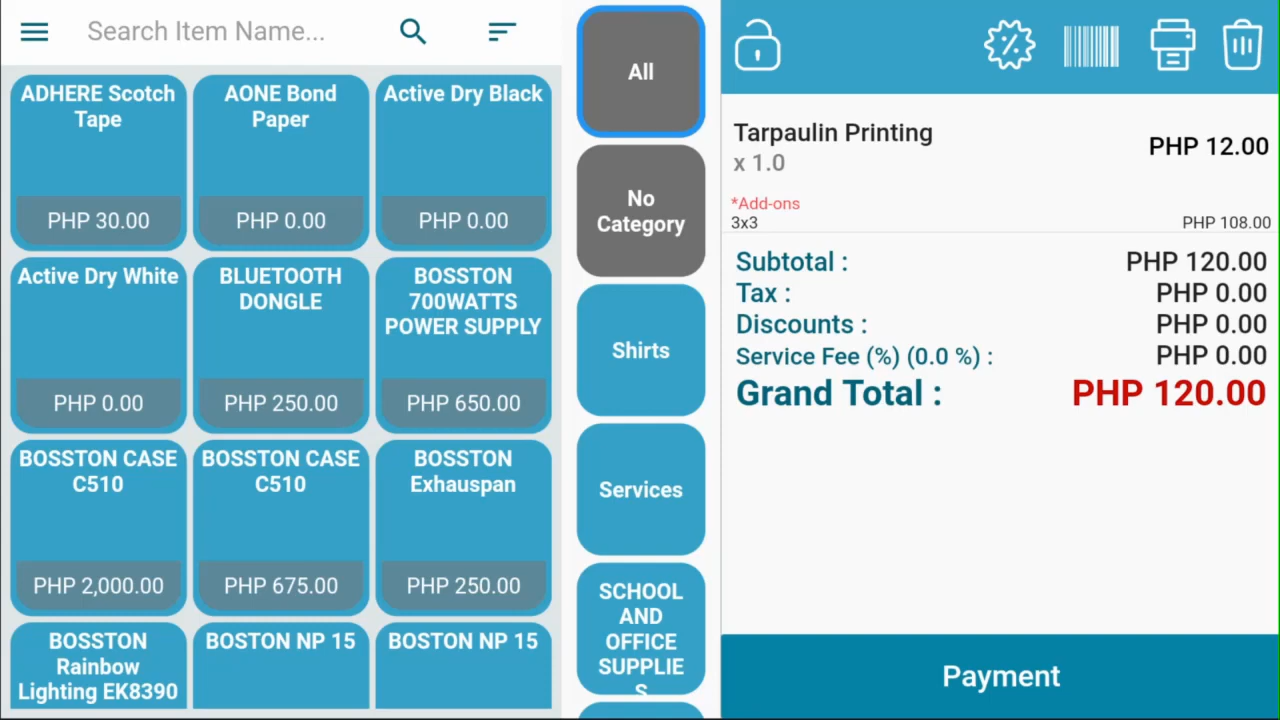 Search Item Name...
ADHERE Scotch
Tape
PHP 30.00
AONE Bond
Paper
PHP 0.00
Active Dry Black
PHP 0.00
Active Dry White
PHP 0.00
BLUETOOTH
DONGLE
PHP 250.00
BOSSTON
700WATTS
POWER SUPPLY
PHP 650.00
BOSSTON CASE
C510
PHP 2,000.00
BOSSTON CASE
C510
PHP 675.00
BOSSTON
Exhauspan
PHP 250.00
BOSSTON
Rainbow
Lighting EK8390
BOSTON NP 15
BOSTON NP 15
All
No
Category
Shirts
Services
SCHOOL
AND
OFFICE
SUPPLIE
S
Tarpaulin Printing
x 1.0
PHP 12.00
*Add-ons
3x3 PHP 108.00
Subtotal : PHP 120.00
Tax : PHP 0.00
Discounts : PHP 0.00
Service Fee (%) (0.0 %) : PHP 0.00
Grand Total : PHP 120.00
Payment